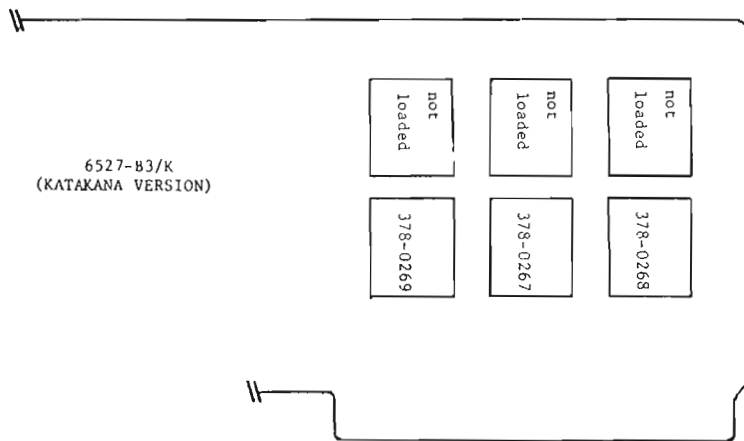 6527-B3/K
(KATAKANA VERSION)
not
loaded
not
loaded
not
loaded
378-0269
378-0267
378-0268